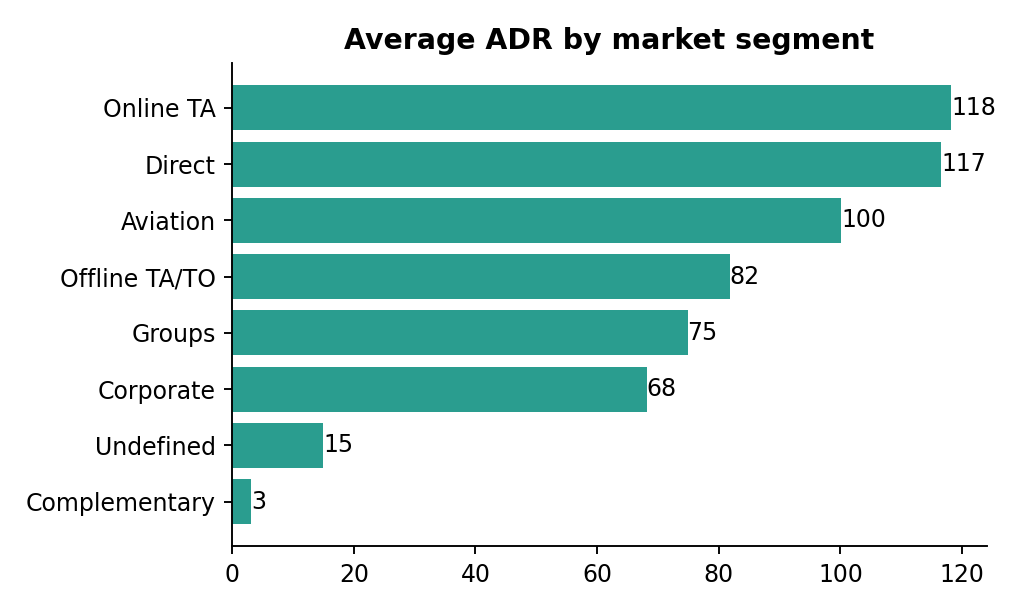 Average ADR by market segment
Online TA 118
Direct 117
Aviation 100
Offline TA/TO 82
Groups 75
Corporate 68
Undefined 15
Complementary 3
0 20 40 60 80 100 120